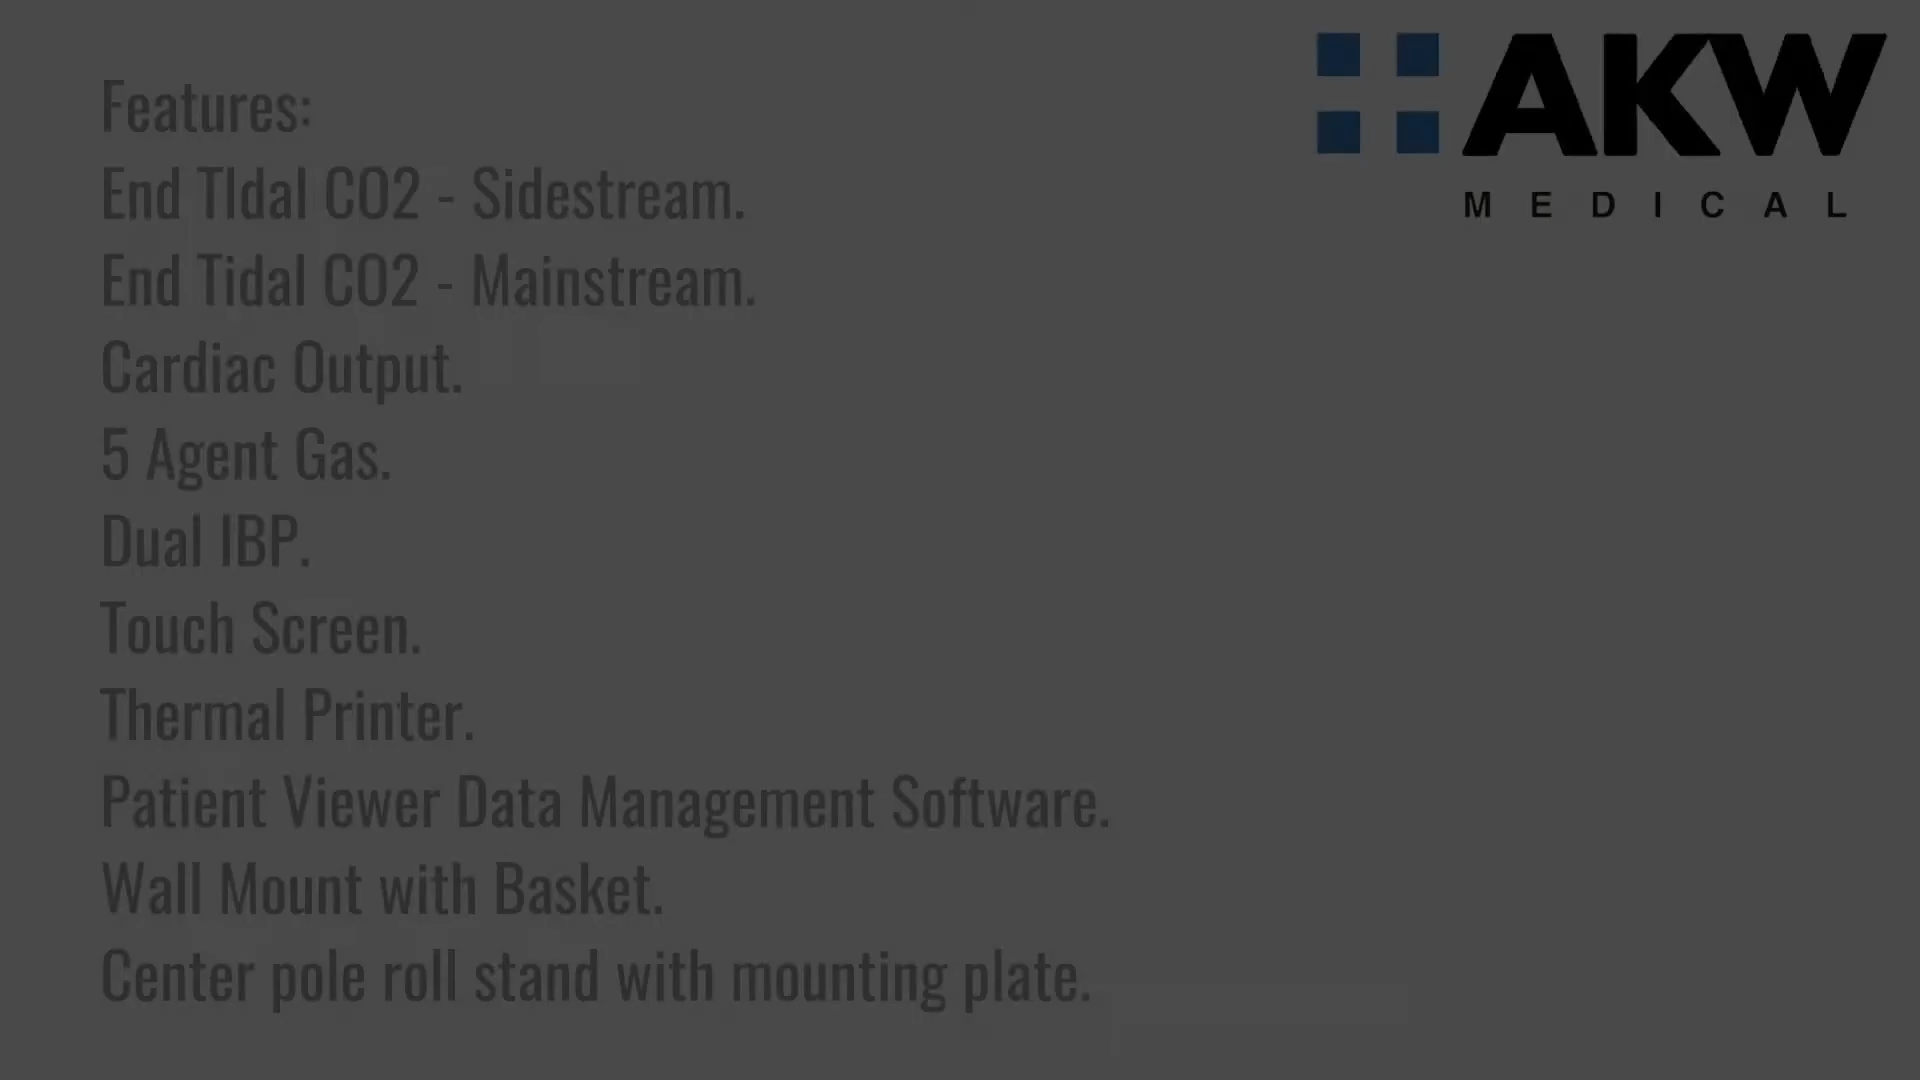 Features:
End TIdal CO2 - Sidestream.
End Tidal CO2 - Mainstream.
Cardiac Output.
5 Agent Gas.
Dual IBP.
Touch Screen.
Thermal Printer.
Patient Viewer Data Management Software.
Wall Mount with Basket.
Center pole roll stand with mounting plate.
AKW
MEDICAL